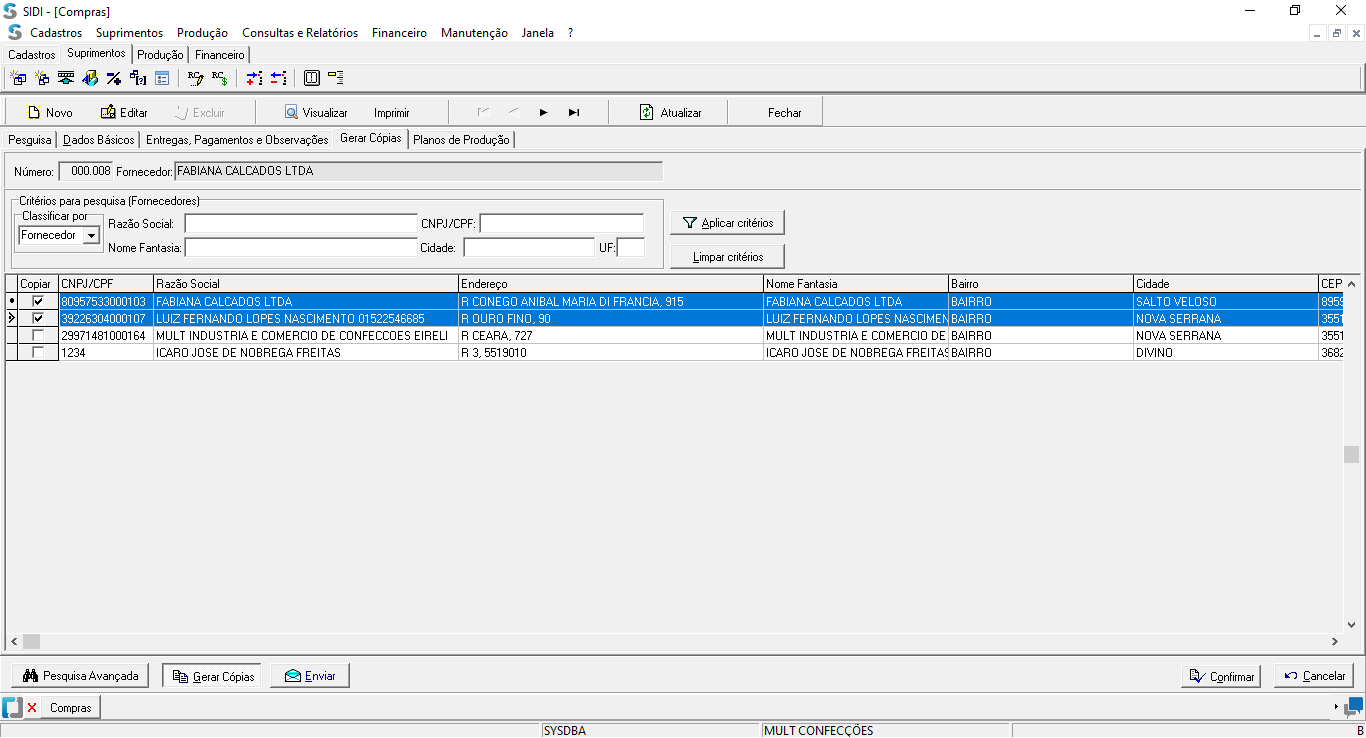 SIDI - [Compras]
Cadastros Suprimentos Produção Consultas e Relatórios Financeiro Manutenção Janela ?
Cadastros Suprimentos Produção Financeiro
Novo Editar Excluir Visualizar Imprimir Atualizar Fechar
Pesquisa Dados Básicos Entregas, Pagamentos e Observações Gerar Cópias Planos de Produção
Número: 000.008 Fornecedor: FABIANA CALCADOS LTDA
Critérios para pesquisa (Fornecedores)
Classificar por
Fornecedor
Razão Social: CNPJ/CPF:
Nome Fantasia: Cidade: UF:
Aplicar critérios
Limpar critérios
Copiar CNPJ/CPF Razão Social Endereço Nome Fantasia Bairro Cidade CEP
80957533000103 FABIANA CALCADOS LTDA R CONEGO ANIBAL MARIA DI FRANCIA, 915 FABIANA CALCADOS LTDA BAIRRO SALTO VELOSO 8959
39226304000107 LUIZ FERNANDO LOPES NASCIMENTO 01522546685 R OURO FINO, 90 LUIZ FERNANDO LOPES NASCIMEN BAIRRO NOVA SERRANA 3551
29971481000164 MULT INDUSTRIA E COMERCIO DE CONFECCOES EIRELI R CEARA, 727 MULT INDUSTRIA E COMERCIO DE BAIRRO NOVA SERRANA 3551
1234 ICARO JOSE DE NOBREGA FREITAS R 3, 5519010 ICARO JOSE DE NOBREGA FREITAS BAIRRO DIVINO 3682
Pesquisa Avançada Gerar Cópias Enviar Confirmar Cancelar
Compras
SYSDBA MULT CONFECÇÕES B